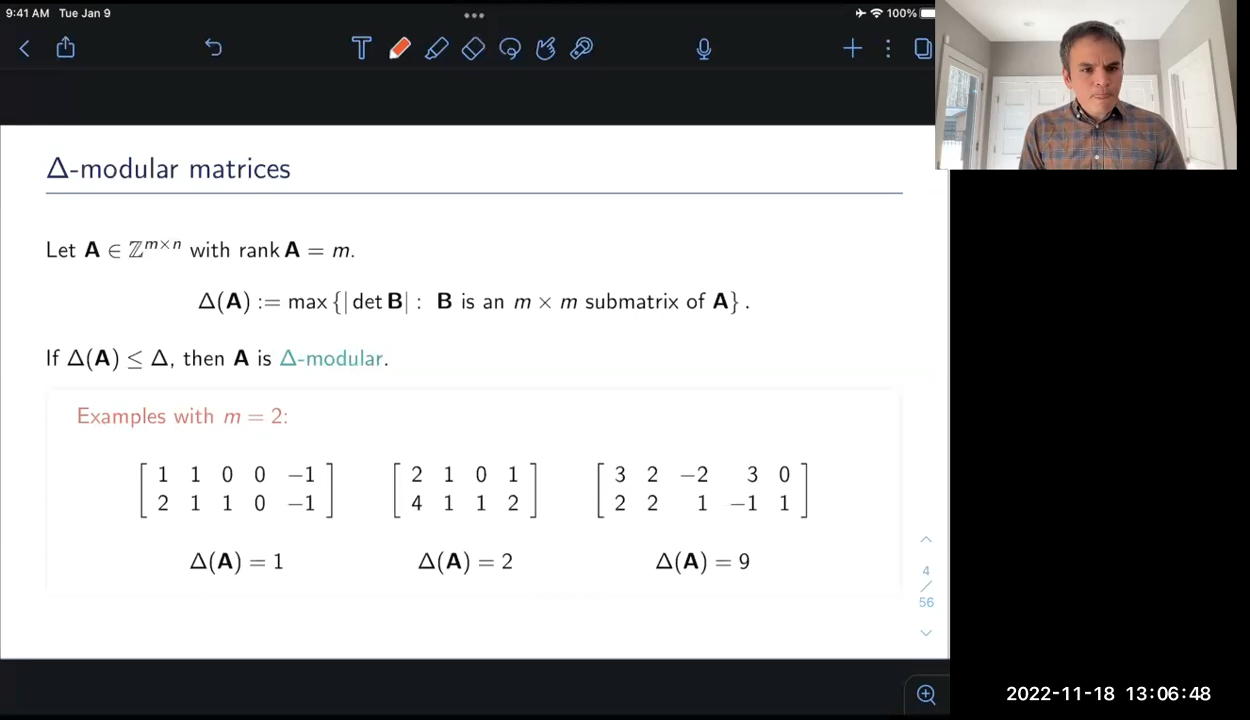 9:41 AM Tue Jan 9
100%
Δ-modular matrices
Let A ∈ ℤ^{m×n} with rank A = m.
Δ(A) := max {| det B| : B is an m × m submatrix of A} .
If Δ(A) ≤ Δ, then A is Δ-modular.
Examples with m = 2:
[ 1 1 0 0 −1 ] [ 2 1 0 1 ] [ 3 2 −2 3 0 ]
[ 2 1 1 0 −1 ] [ 4 1 1 2 ] [ 2 2 1 −1 1 ]
Δ(A) = 1 Δ(A) = 2 Δ(A) = 9
4
/
56
2022-11-18 13:06:48